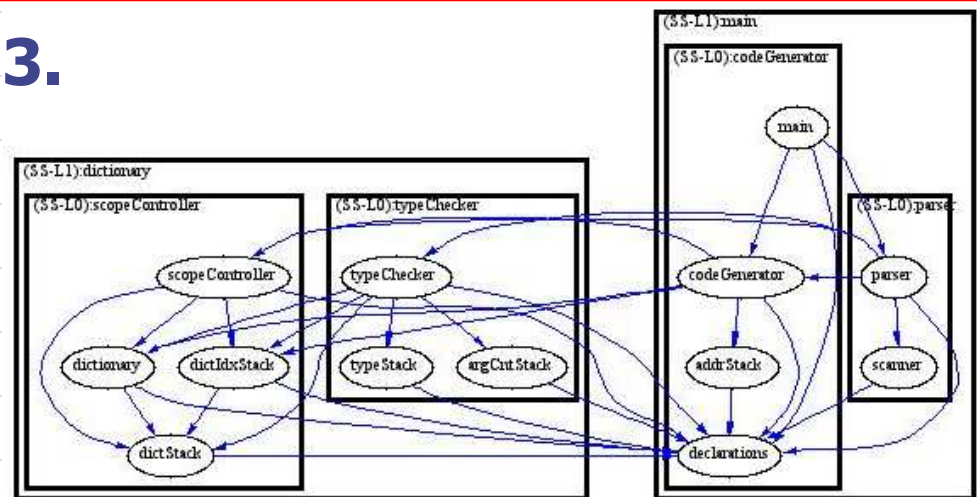 3.
(SS-L1):main
(SS-L0):codeGenerator
main
(SS-L1):dictionary
(SS-L0):scopeController
(SS-L0):typeChecker
(SS-L0):parser
scopeController
typeChecker
codeGenerator
parser
dictionary
dictIdxStack
typeStack
argCntStack
addrStack
scanner
dictStack
declarations